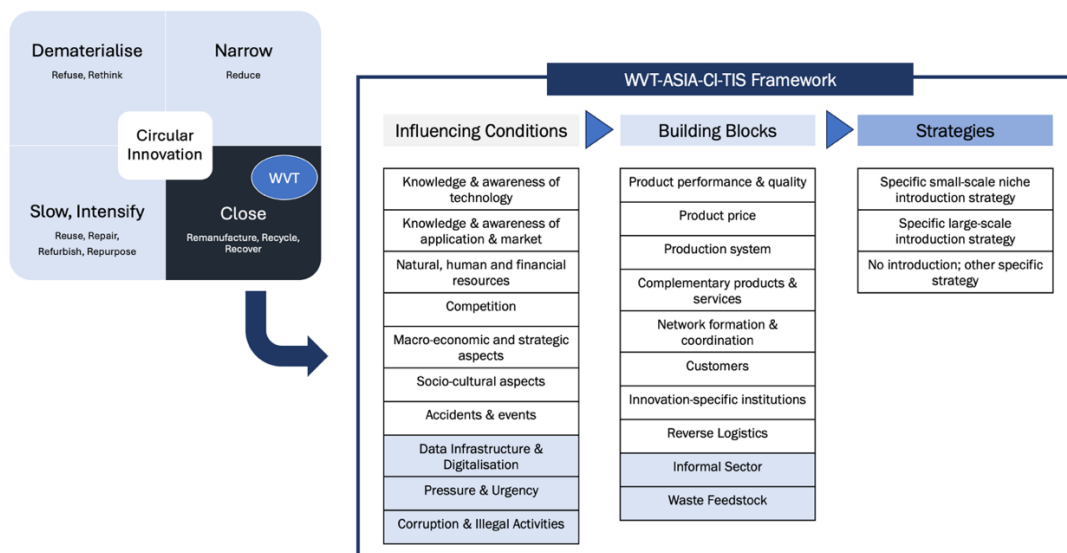 Dematerialise
Refuse, Rethink
Narrow
Reduce
Circular
Innovation
WVT
Slow, Intensify
Reuse, Repair,
Refurbish, Repurpose
Close
Remanufacture, Recycle,
Recover
WVT-ASIA-CI-TIS Framework
Influencing Conditions
Knowledge & awareness of
technology
Knowledge & awareness of
application & market
Natural, human and financial
resources
Competition
Macro-economic and strategic
aspects
Socio-cultural aspects
Accidents & events
Data Infrastructure &
Digitalisation
Pressure & Urgency
Corruption & Illegal Activities
Building Blocks
Product performance & quality
Product price
Production system
Complementary products &
services
Network formation &
coordination
Customers
Innovation-specific institutions
Reverse Logistics
Informal Sector
Waste Feedstock
Strategies
Specific small-scale niche
introduction strategy
Specific large-scale
introduction strategy
No introduction; other specific
strategy